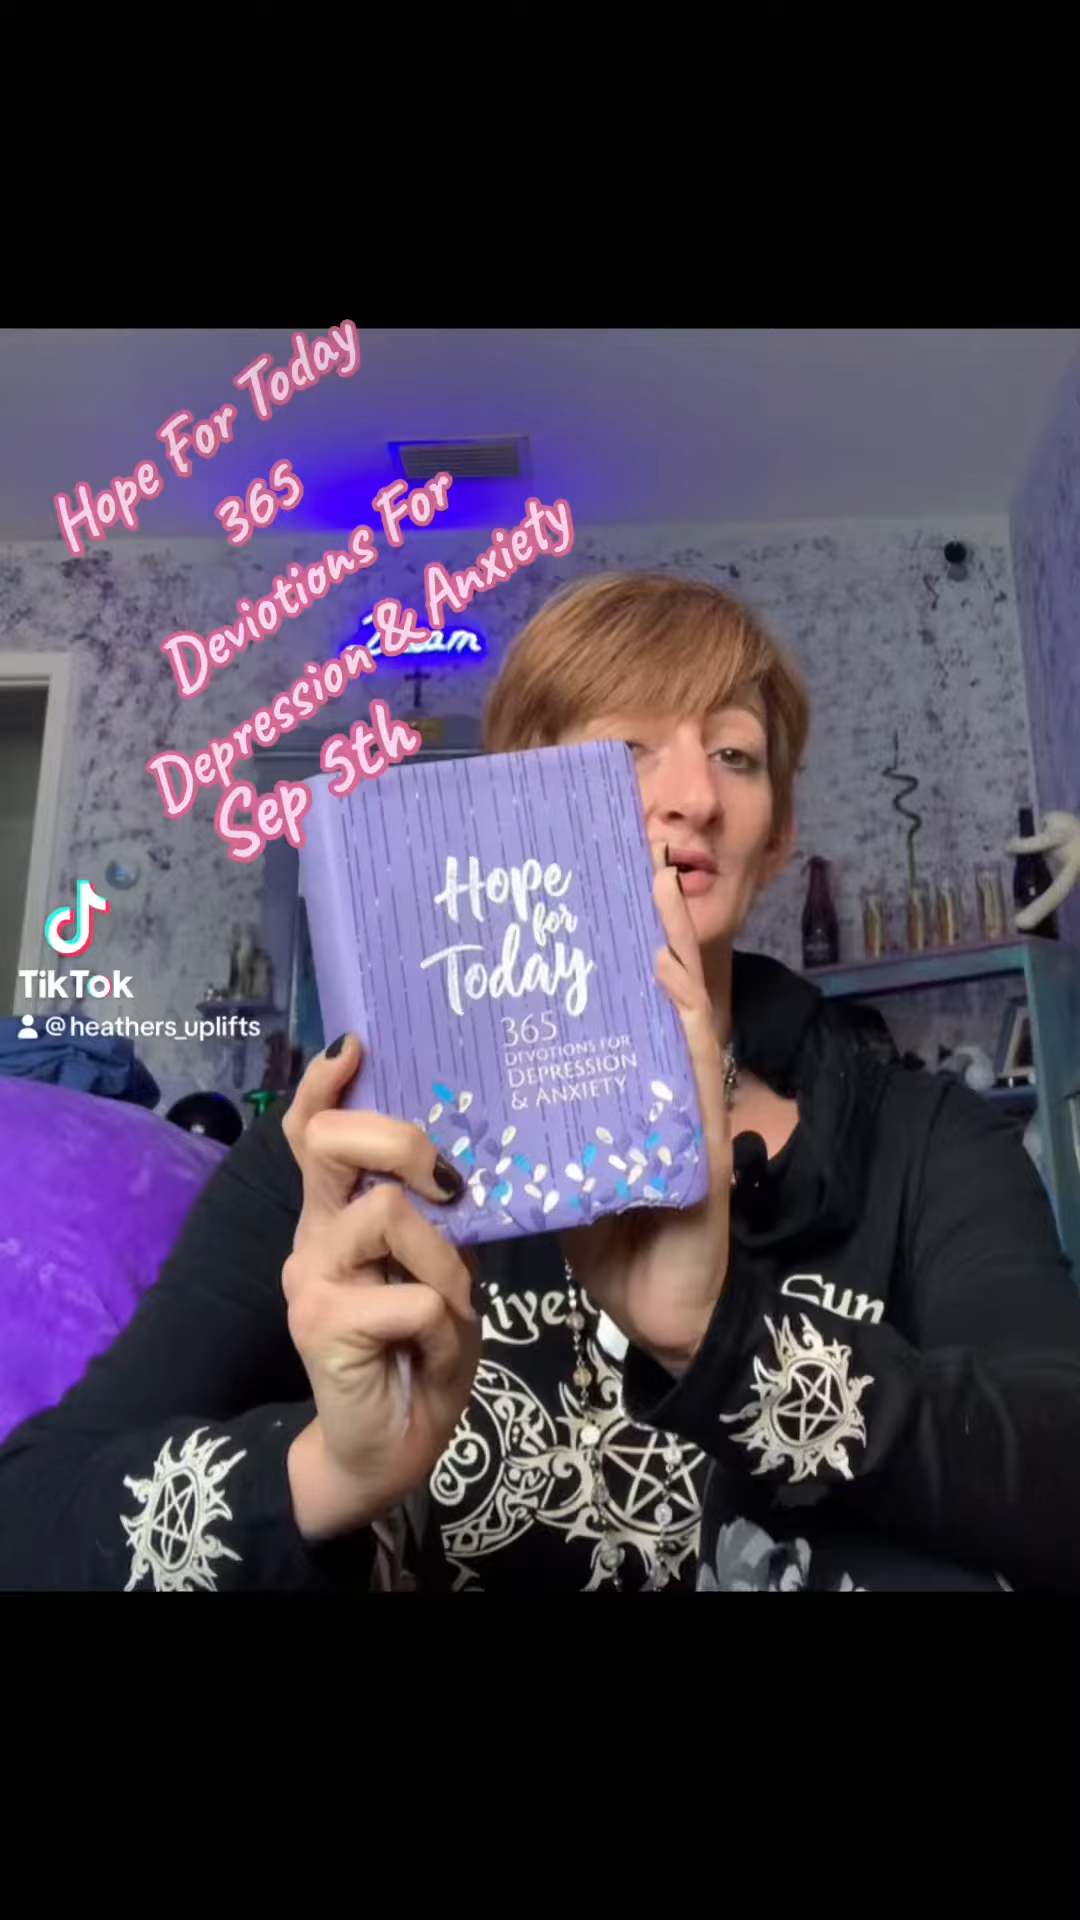 Hope For Today
365
Deviotions For
Depression & Anxiety
Sep 5th
Hope
for
Today
365
DEVOTIONS FOR
DEPRESSION
& ANXIETY
TikTok
@heathers_uplifts
Live
Sun